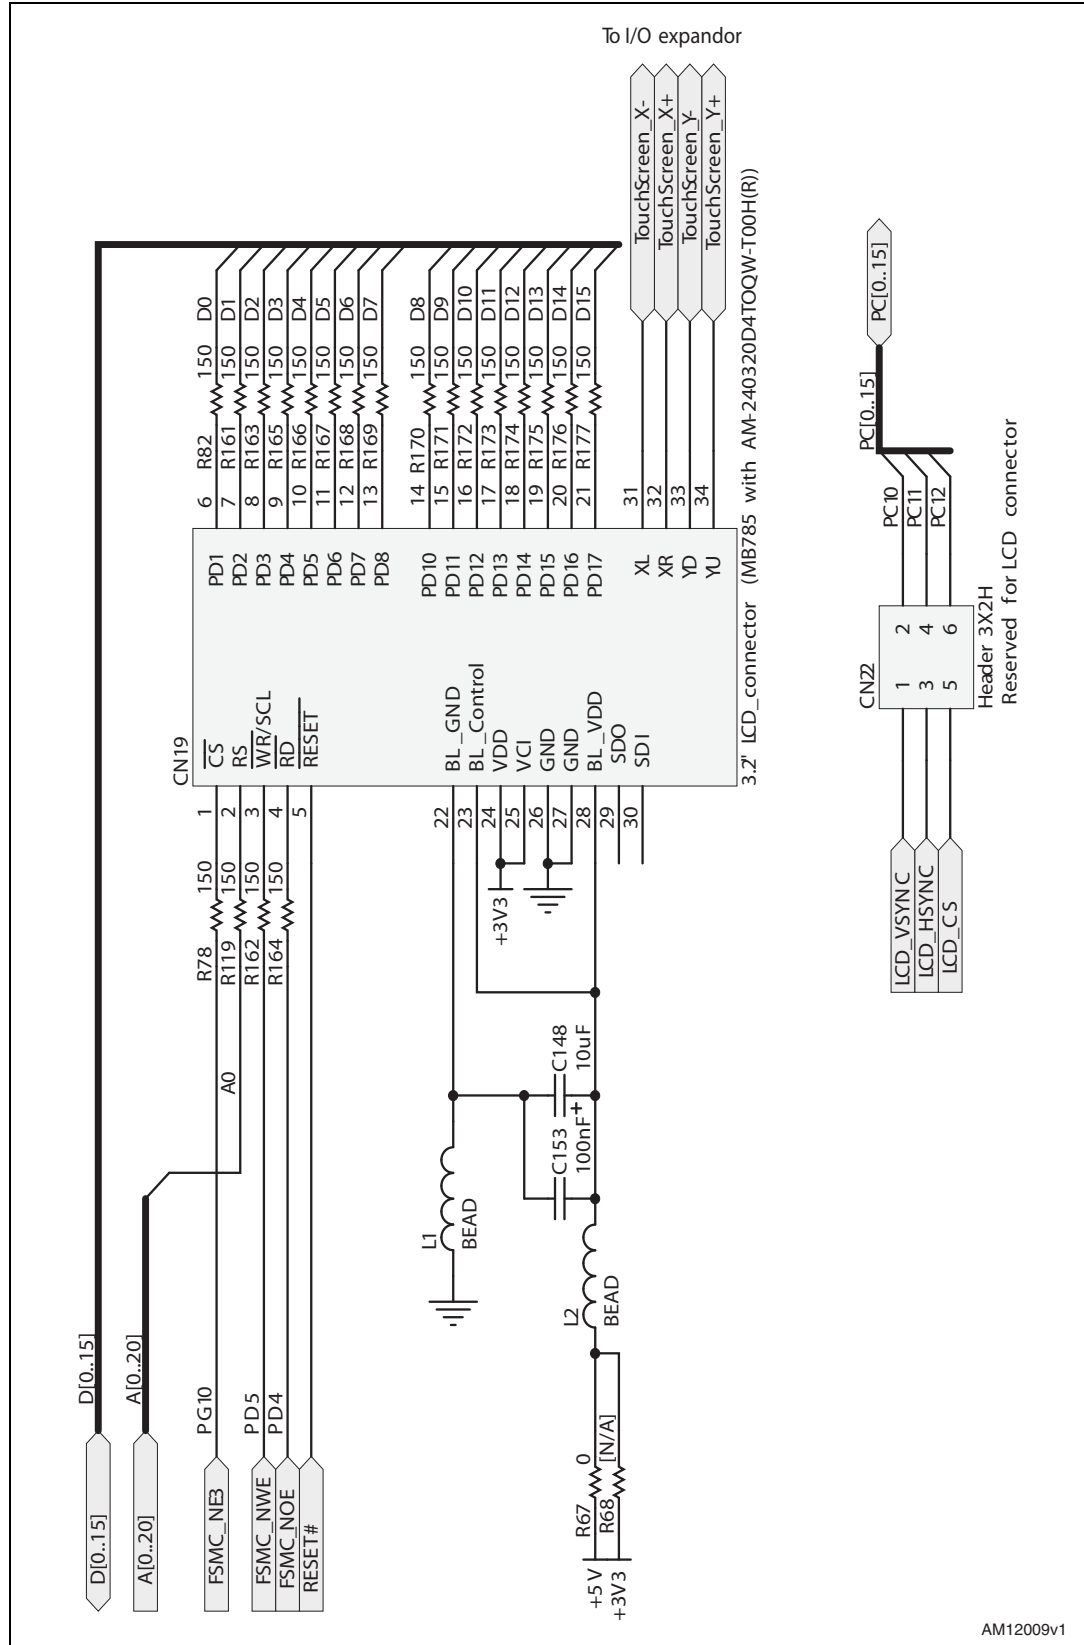 To I/O expandor
TouchScreen_X-
TouchScreen_X+
TouchScreen_Y-
TouchScreen_Y+
D[0..15]
D[0..15]
A[0..20]
A[0..20]
FSMC_NE3
PG10
FSMC_NWE
PD5
FSMC_NOE
PD4
RESET#
A0
R78 150 1
R119 150 2
R162 150 3
R164 150 4
5
CN19
CS
RS
WR/SCL
RD
RESET
22 BL_GND
23 BL_Control
24 VDD
25 VCI
26 GND
27 GND
28 BL_VDD
29 SDO
30 SDI
PD1 6 R82 150 D0
PD2 7 R161 150 D1
PD3 8 R163 150 D2
PD4 9 R165 150 D3
PD5 10 R166 150 D4
PD6 11 R167 150 D5
PD7 12 R168 150 D6
PD8 13 R169 150 D7
PD10 14 R170 150 D8
PD11 15 R171 150 D9
PD12 16 R172 150 D10
PD13 17 R173 150 D11
PD14 18 R174 150 D12
PD15 19 R175 150 D13
PD16 20 R176 150 D14
PD17 21 R177 150 D15
XL 31
XR 32
YD 33
YU 34
3.2" LCD_connector (MB785 with AM-240320D4TOQW-T00H(R))
+3V3
L1
BEAD
C153
100nF
C148
10uF
+
L2
BEAD
R67 0
R68 [N/A]
+5V
+3V3
LCD_VSYNC
LCD_HSYNC
LCD_CS
CN22
1 2
3 4
5 6
Header 3X2H
Reserved for LCD connector
PC10
PC11
PC12
PC[0..15]
PC[0..15]
AM12009v1